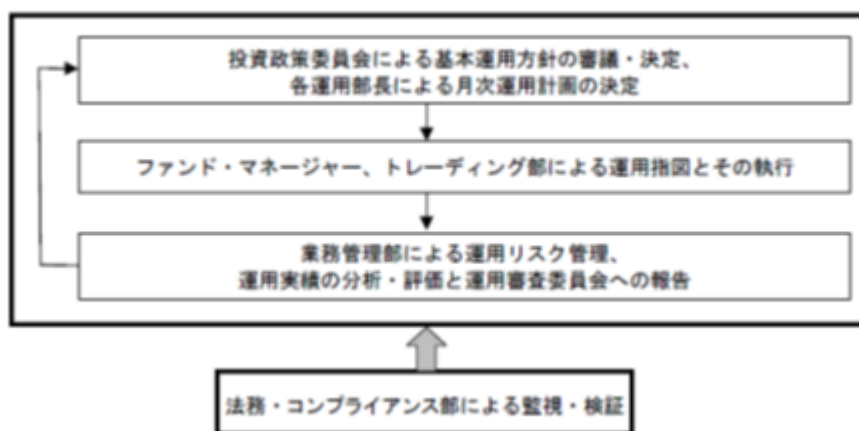 投資政策委員会による基本運用方針の審議・決定、
各運用部長による月次運用計画の決定
ファンド・マネージャー、トレーディング部による運用指図とその執行
業務管理部による運用リスク管理、
運用実績の分析・評価と運用審査委員会への報告
法務・コンプライアンス部による監視・検証